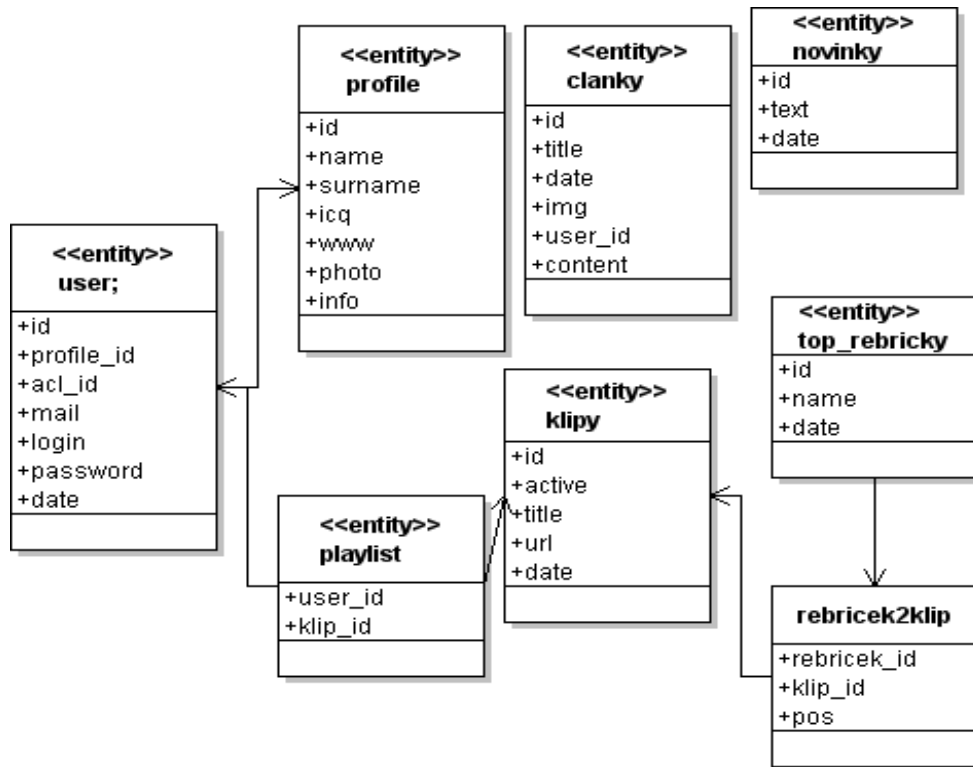 <<entity>>
profile
+id
+name
+surname
+icq
+www
+photo
+info
<<entity>>
clanky
+id
+title
+date
+img
+user_id
+content
<<entity>>
novinky
+id
+text
+date
<<entity>>
user;
+id
+profile_id
+acl_id
+mail
+login
+password
+date
<<entity>>
top_rebricky
+id
+name
+date
<<entity>>
klipy
+id
+active
+title
+url
+date
<<entity>>
playlist
+user_id
+klip_id
rebricek2klip
+rebricek_id
+klip_id
+pos